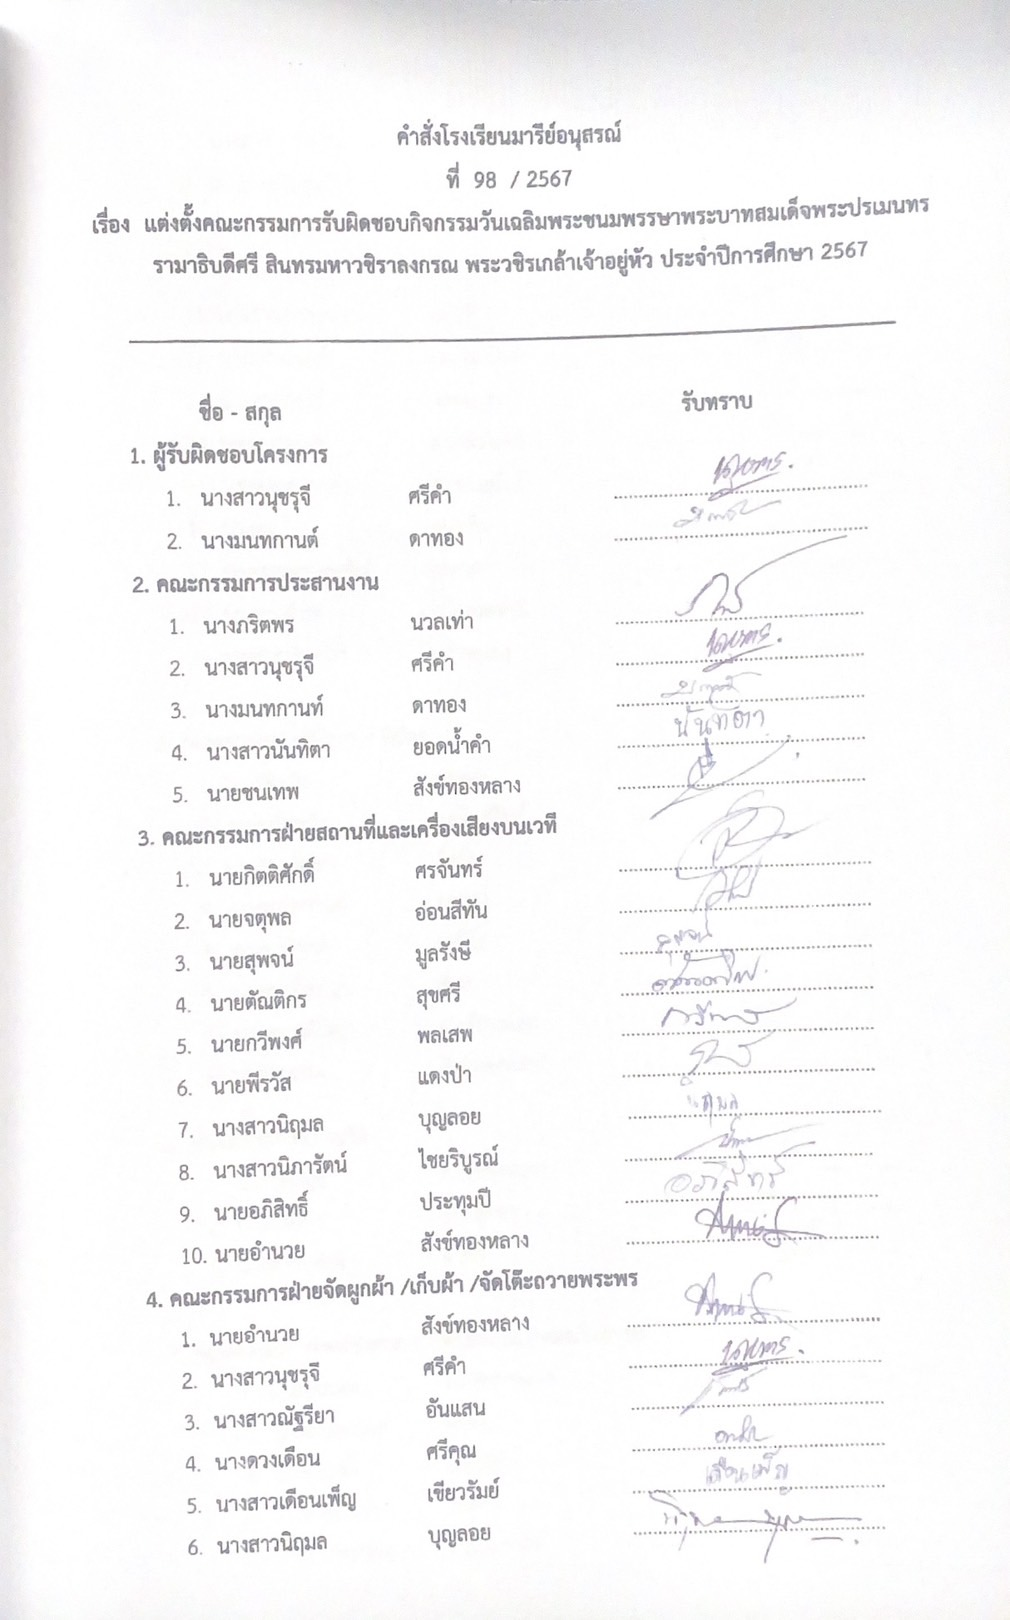 คำสั่งโรงเรียนมารีย์อนุสรณ์
ที่ 98 / 2567
เรื่อง แต่งตั้งคณะกรรมการรับผิดชอบกิจกรรมวันเฉลิมพระชนมพรรษาพระบาทสมเด็จพระปรเมนทร
รามาธิบดีศรี สินทรมหาวชิราลงกรณ พระวชิรเกล้าเจ้าอยู่หัว ประจำปีการศึกษา 2567
ชื่อ - สกุล รับทราบ
1. ผู้รับผิดชอบโครงการ
1. นางสาวนุชรุจี ศรีคำ
2. นางมนทกานต์ ดาทอง
2. คณะกรรมการประสานงาน
1. นางภริตพร นวลเท่า
2. นางสาวนุชรุจี ศรีคำ
3. นางมนทกานท์ ดาทอง
4. นางสาวนันทิตา ยอดน้ำคำ นันทิตา
5. นายชนเทพ สังข์ทองหลาง
3. คณะกรรมการฝ่ายสถานที่และเครื่องเสียงบนเวที
1. นายกิตติศักดิ์ ศรจันทร์
2. นายจตุพล อ่อนสีทัน
3. นายสุพจน์ มูลรังษี สุพจน์
4. นายตัณติกร สุขศรี
5. นายกวีพงศ์ พลเสพ
6. นายพีรวัส แดงป่า
7. นางสาวนิฤมล บุญลอย นิฤมล
8. นางสาวนิภารัตน์ ไชยริบูรณ์
9. นายอภิสิทธิ์ ประทุมปี
10. นายอำนวย สังข์ทองหลาง
4. คณะกรรมการฝ่ายจัดผูกผ้า /เก็บผ้า /จัดโต๊ะถวายพระพร
1. นายอำนวย สังข์ทองหลาง
2. นางสาวนุชรุจี ศรีคำ
3. นางสาวณัฐรียา อันแสน
4. นางดวงเดือน ศรีคุณ
5. นางสาวเดือนเพ็ญ เขียวรัมย์ เดือนเพ็ญ
6. นางสาวนิฤมล บุญลอย